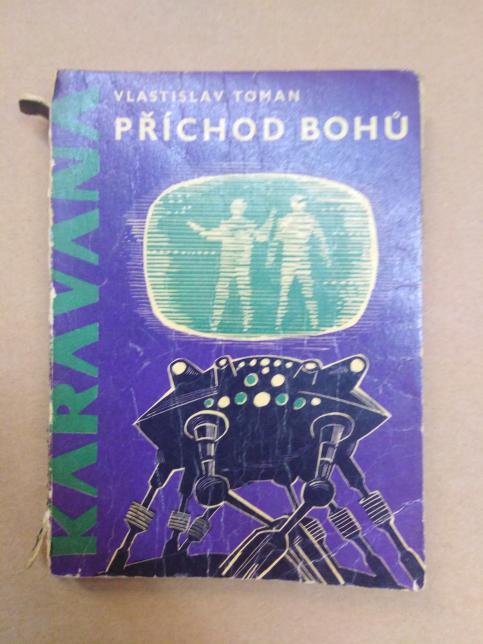 VLASTISLAV TOMAN
PŘÍCHOD BOHŮ
KARAVANA